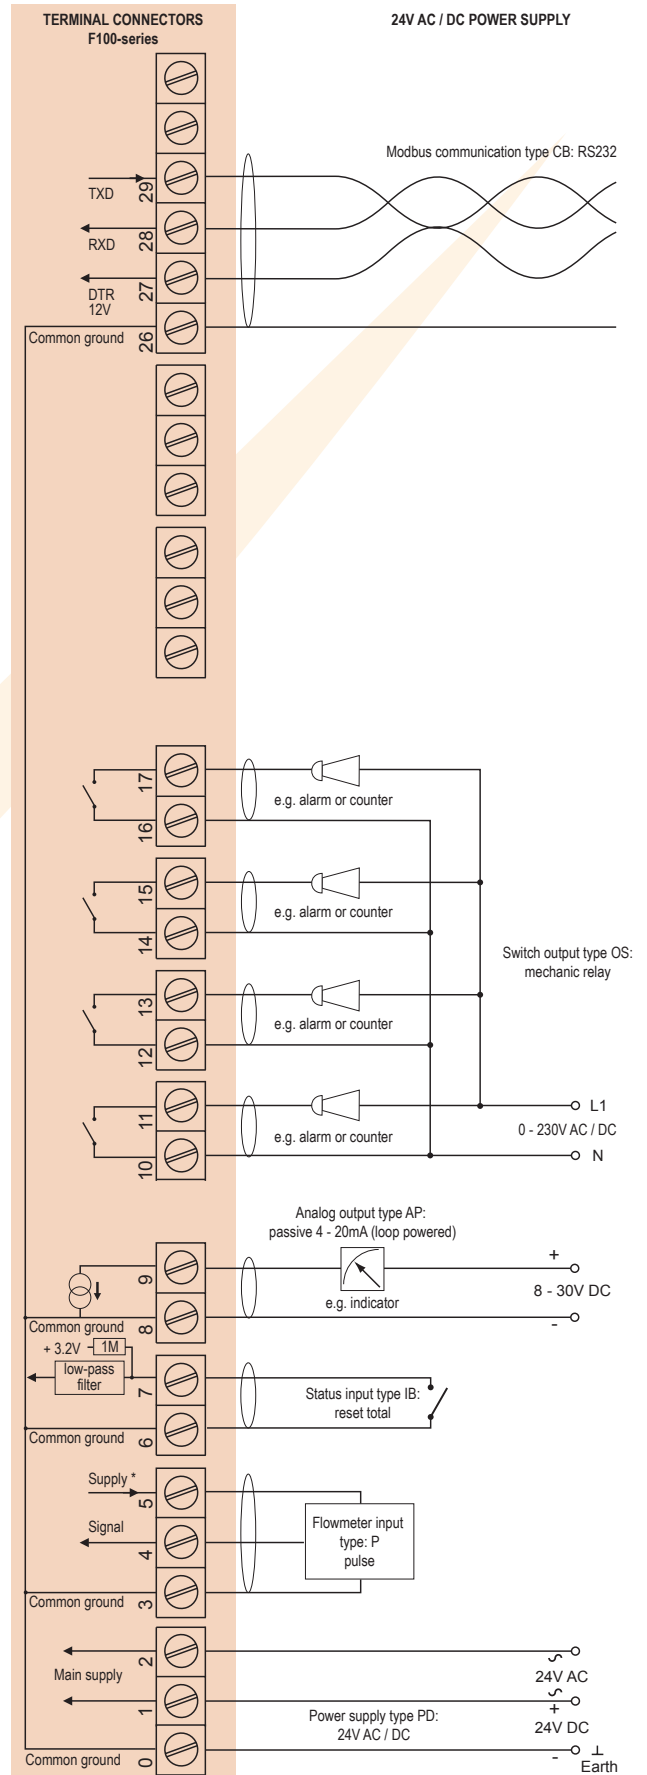 TERMINAL CONNECTORS
F100-series
24V AC / DC POWER SUPPLY
Modbus communication type CB: RS232
TXD
29
RXD
28
DTR
12V
27
Common ground
26
17
e.g. alarm or counter
16
15
e.g. alarm or counter
14
Switch output type OS:
mechanic relay
13
e.g. alarm or counter
12
11
L1
0 - 230V AC / DC
e.g. alarm or counter
10
N
Analog output type AP:
passive 4 - 20mA (loop powered)
9
+
8 - 30V DC
e.g. indicator
Common ground
8
-
+ 3.2V
1M
low-pass
filter
7
Status input type IB:
reset total
Common ground
6
Supply *
5
Signal
4
Flowmeter input
type: P
pulse
Common ground
3
2
Main supply
24V AC
1
+
Power supply type PD:
24V AC / DC
24V DC
Common ground
0
-
Earth